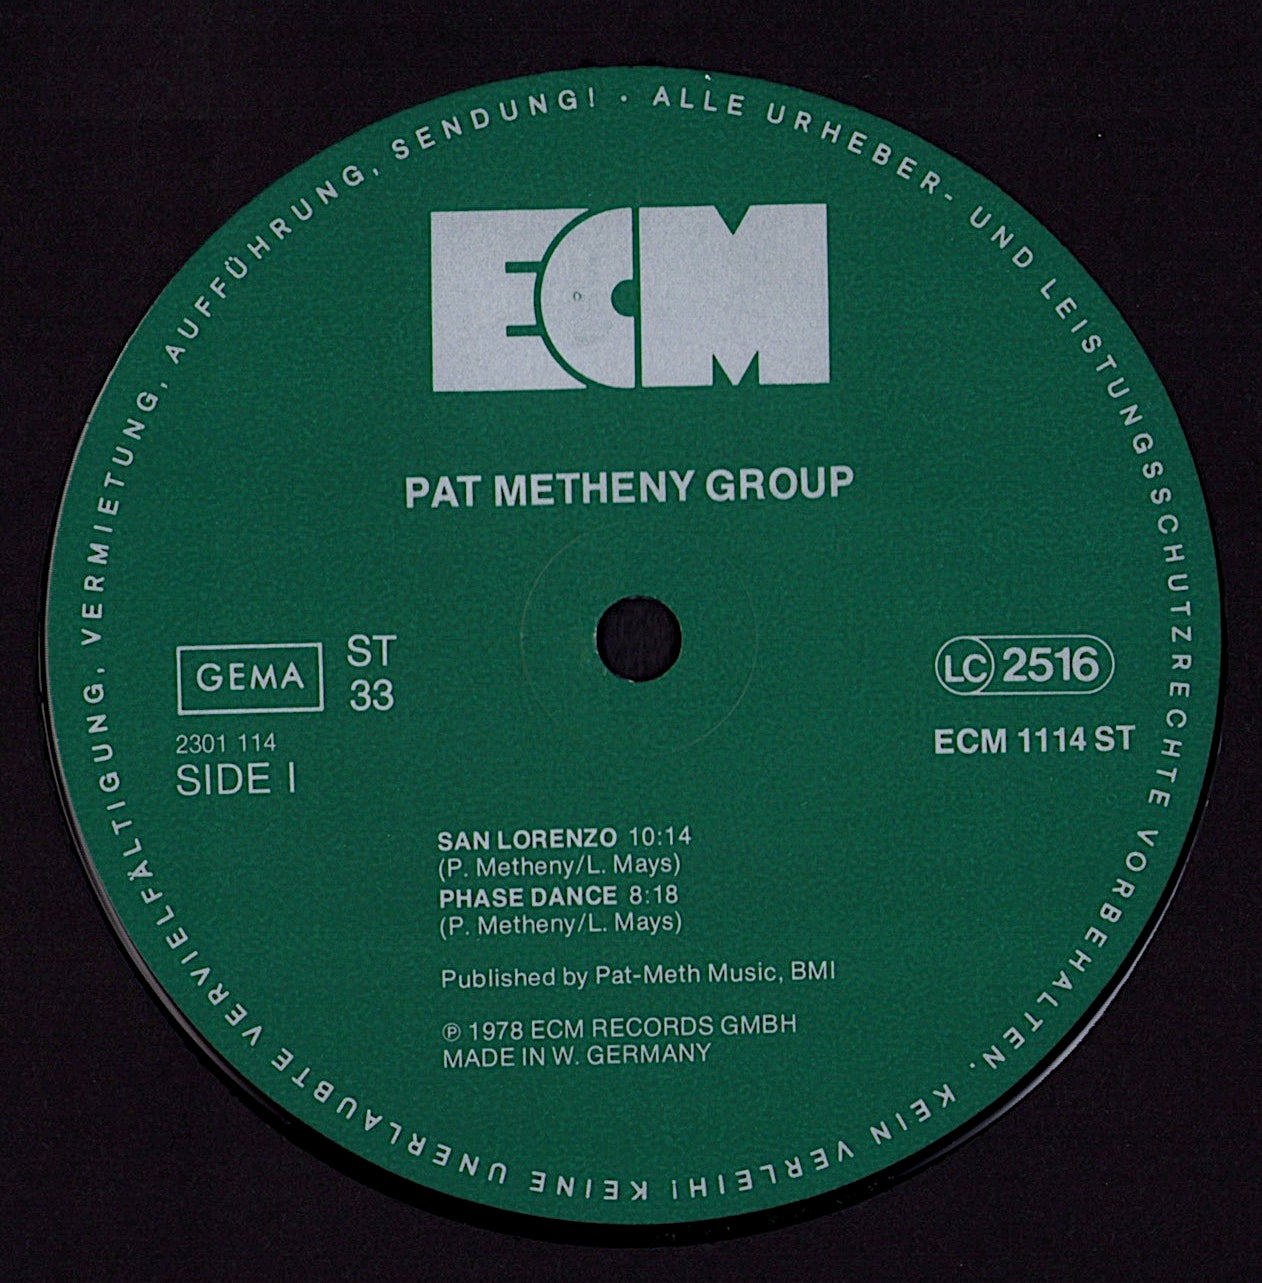 ALLE URHEBER- UND LEISTUNGSSCHUTZRECHTE VORBEHALTEN. KEIN VERLEIH! KEINE UNERLAUBTE VERVIELFÄLTIGUNG, VERMIETUNG, AUFFÜHRUNG, SENDUNG! ·
ECM
PAT METHENY GROUP
GEMA
ST
33
2301 114
SIDE I
LC 2516
ECM 1114 ST
SAN LORENZO 10:14
(P. Metheny/L. Mays)
PHASE DANCE 8:18
(P. Metheny/L. Mays)
Published by Pat-Meth Music, BMI
℗ 1978 ECM RECORDS GMBH
MADE IN W. GERMANY